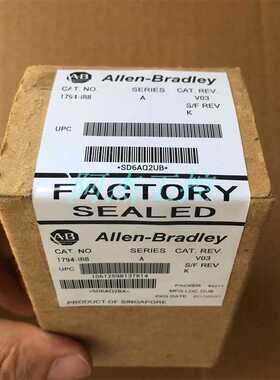 AB Allen-Bradley
CAT. NO. SERIES CAT. REV.
1794-IR8 A V03
S/F REV
K
UPC
*SD6AQ2UB*
FACTORY
SEALED
AB Allen-Bradley
CAT. NO SERIES CAT. REV.
1794-IR8 A V03
UPC S/F REV
K
PRODUCT OF SINGAPORE